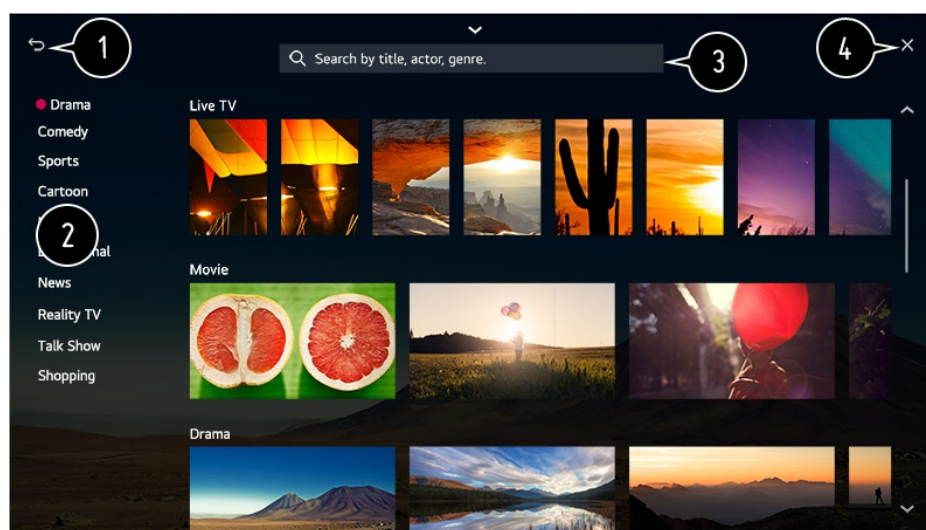 1
4
Search by title, actor, genre.
3
Drama
Live TV
Comedy
Sports
Cartoon
2
Movie
News
Reality TV
Talk Show
Shopping
Drama